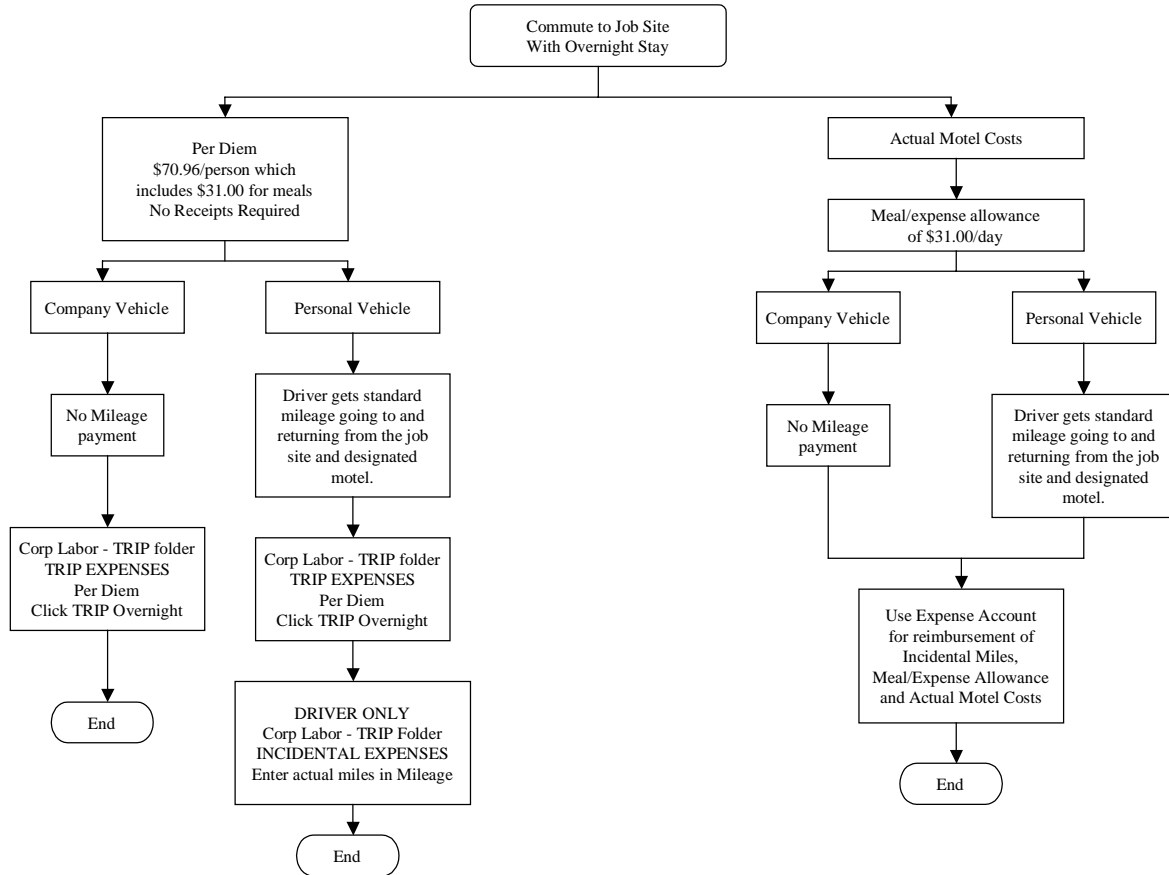 Commute to Job Site
With Overnight Stay
Per Diem
$70.96/person which
includes $31.00 for meals
No Receipts Required
Actual Motel Costs
Meal/expense allowance
of $31.00/day
Company Vehicle
Personal Vehicle
Company Vehicle
Personal Vehicle
No Mileage
payment
Driver gets standard
mileage going to and
returning from the job
site and designated
motel.
No Mileage
payment
Driver gets standard
mileage going to and
returning from the job
site and designated
motel.
Corp Labor - TRIP folder
TRIP EXPENSES
Per Diem
Click TRIP Overnight
Corp Labor - TRIP folder
TRIP EXPENSES
Per Diem
Click TRIP Overnight
Use Expense Account
for reimbursement of
Incidental Miles,
Meal/Expense Allowance
and Actual Motel Costs
End
DRIVER ONLY
Corp Labor - TRIP Folder
INCIDENTAL EXPENSES
Enter actual miles in Mileage
End
End